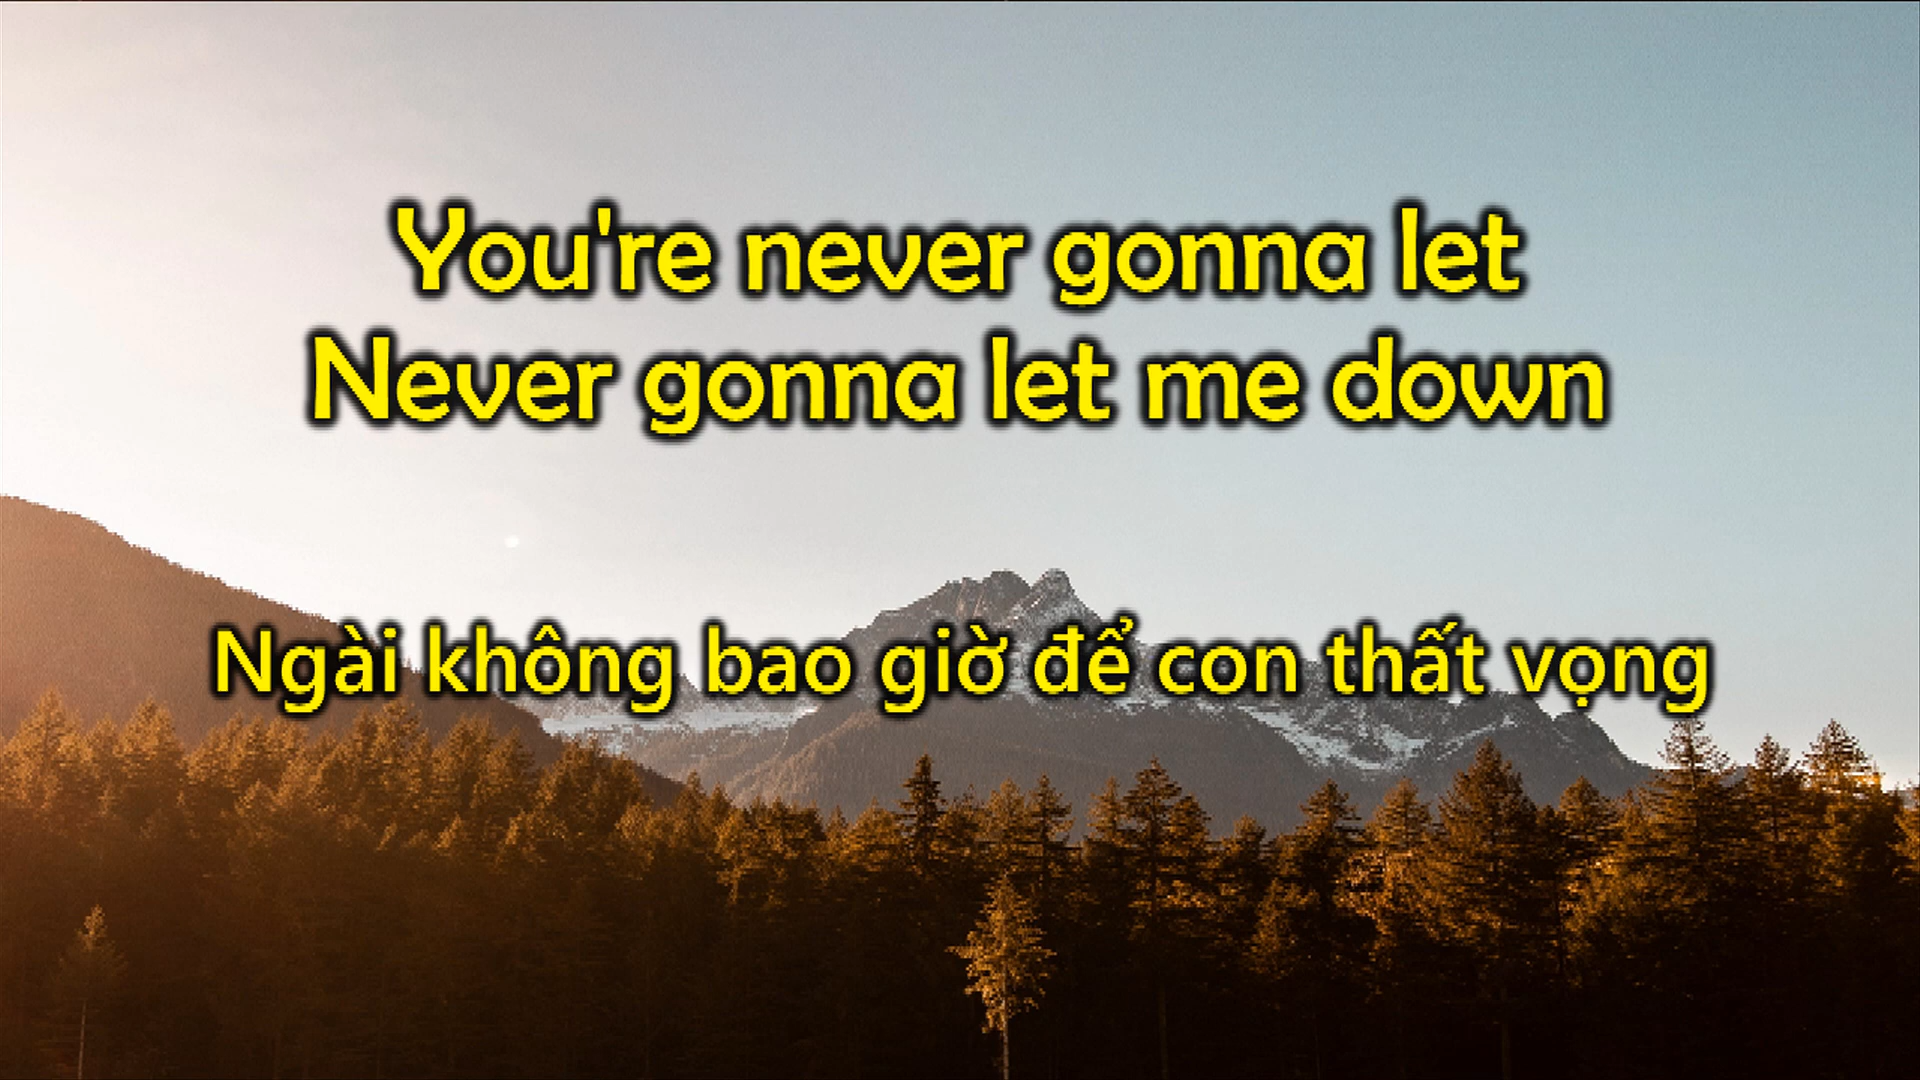 You're never gonna let
Never gonna let me down
Ngài không bao giờ để con thất vọng